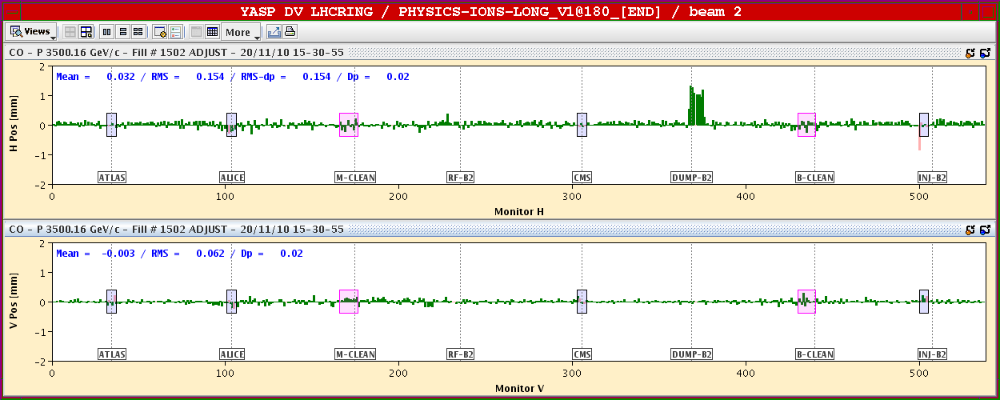 YASP DV LHCRING / PHYSICS-IONS-LONG_V1@180_[END] / beam 2
Views More
CO - P 3500.16 GeV/c - Fill # 1502 ADJUST - 20/11/10 15-30-55
Mean = 0.032 / RMS = 0.154 / RMS-dp = 0.154 / Dp = 0.02
H Pos [mm]
2
1
0
-1
-2
ATLAS ALICE M-CLEAN RF-B2 CMS DUMP-B2 B-CLEAN INJ-B2
0 100 200 300 400 500
Monitor H
CO - P 3500.16 GeV/c - Fill # 1502 ADJUST - 20/11/10 15-30-55
Mean = -0.003 / RMS = 0.062 / Dp = 0.02
V Pos [mm]
2
1
0
-1
-2
ATLAS ALICE M-CLEAN RF-B2 CMS DUMP-B2 B-CLEAN INJ-B2
0 100 200 300 400 500
Monitor V